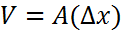 V = A(Δx)